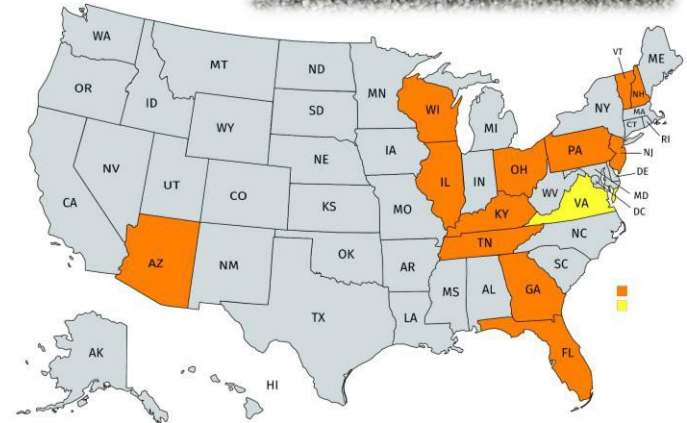 WA
MT
ND
MN
VT
ME
OR
ID
SD
WI
MI
NY
NH
MA
CT
RI
WY
NE
IA
PA
NJ
NV
UT
CO
IL
IN
OH
DE
WV
MD
DC
CA
KS
MO
KY
VA
AZ
NM
OK
AR
TN
NC
SC
TX
LA
MS
AL
GA
FL
AK
HI